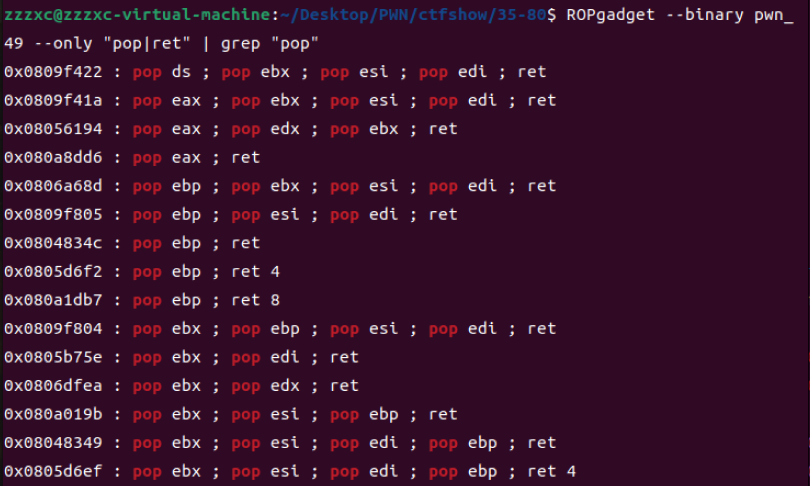 zzzxc@zzzxc-virtual-machine:~/Desktop/PWN/ctfshow/35-80$ ROPgadget --binary pwn_
49 --only "pop|ret" | grep "pop"
0x0809f422 : pop ds ; pop ebx ; pop esi ; pop edi ; ret
0x0809f41a : pop eax ; pop ebx ; pop esi ; pop edi ; ret
0x08056194 : pop eax ; pop edx ; pop ebx ; ret
0x080a8dd6 : pop eax ; ret
0x0806a68d : pop ebp ; pop ebx ; pop esi ; pop edi ; ret
0x0809f805 : pop ebp ; pop esi ; pop edi ; ret
0x0804834c : pop ebp ; ret
0x0805d6f2 : pop ebp ; ret 4
0x080a1db7 : pop ebp ; ret 8
0x0809f804 : pop ebx ; pop ebp ; pop esi ; pop edi ; ret
0x0805b75e : pop ebx ; pop edi ; ret
0x0806dfea : pop ebx ; pop edx ; ret
0x080a019b : pop ebx ; pop esi ; pop ebp ; ret
0x08048349 : pop ebx ; pop esi ; pop edi ; pop ebp ; ret
0x0805d6ef : pop ebx ; pop esi ; pop edi ; pop ebp ; ret 4